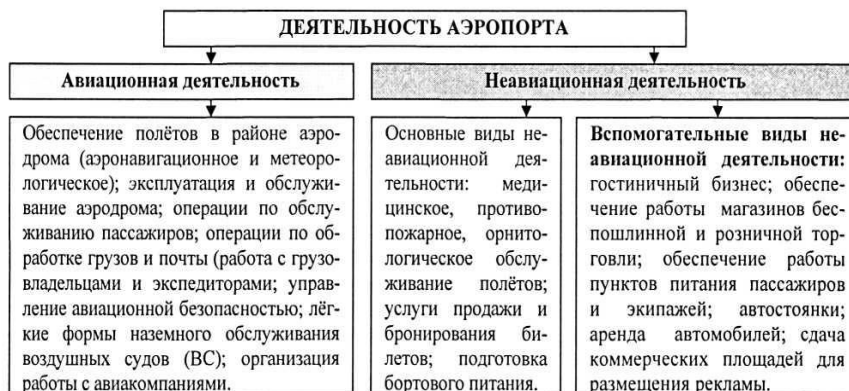 ДЕЯТЕЛЬНОСТЬ АЭРОПОРТА
Авиационная деятельность
Неавиационная деятельность
Обеспечение полётов в районе аэро-
дрома (аэронавигационное и метеоро-
логическое); эксплуатация и обслужи-
вание аэродрома; операции по обслу-
живанию пассажиров; операции по об-
работке грузов и почты (работа с грузо-
владельцами и экспедиторами; управ-
ление авиационной безопасностью; лёг-
кие формы наземного обслуживания
воздушных судов (ВС); организация
работы с авиакомпаниями.
Основные виды не-
авиационной дея-
тельности: меди-
цинское, противо-
пожарное, орнито-
логическое обслу-
живание полётов;
услуги продажи и
бронирования би-
летов; подготовка
бортового питания.
Вспомогательные виды не-
авиационной деятельности:
гостиничный бизнес; обеспе-
чение работы магазинов бес-
пошлинной и розничной тор-
говли; обеспечение работы
пунктов питания пассажиров
и экипажей; автостоянки;
аренда автомобилей; сдача
коммерческих площадей для
размещения рекламы.